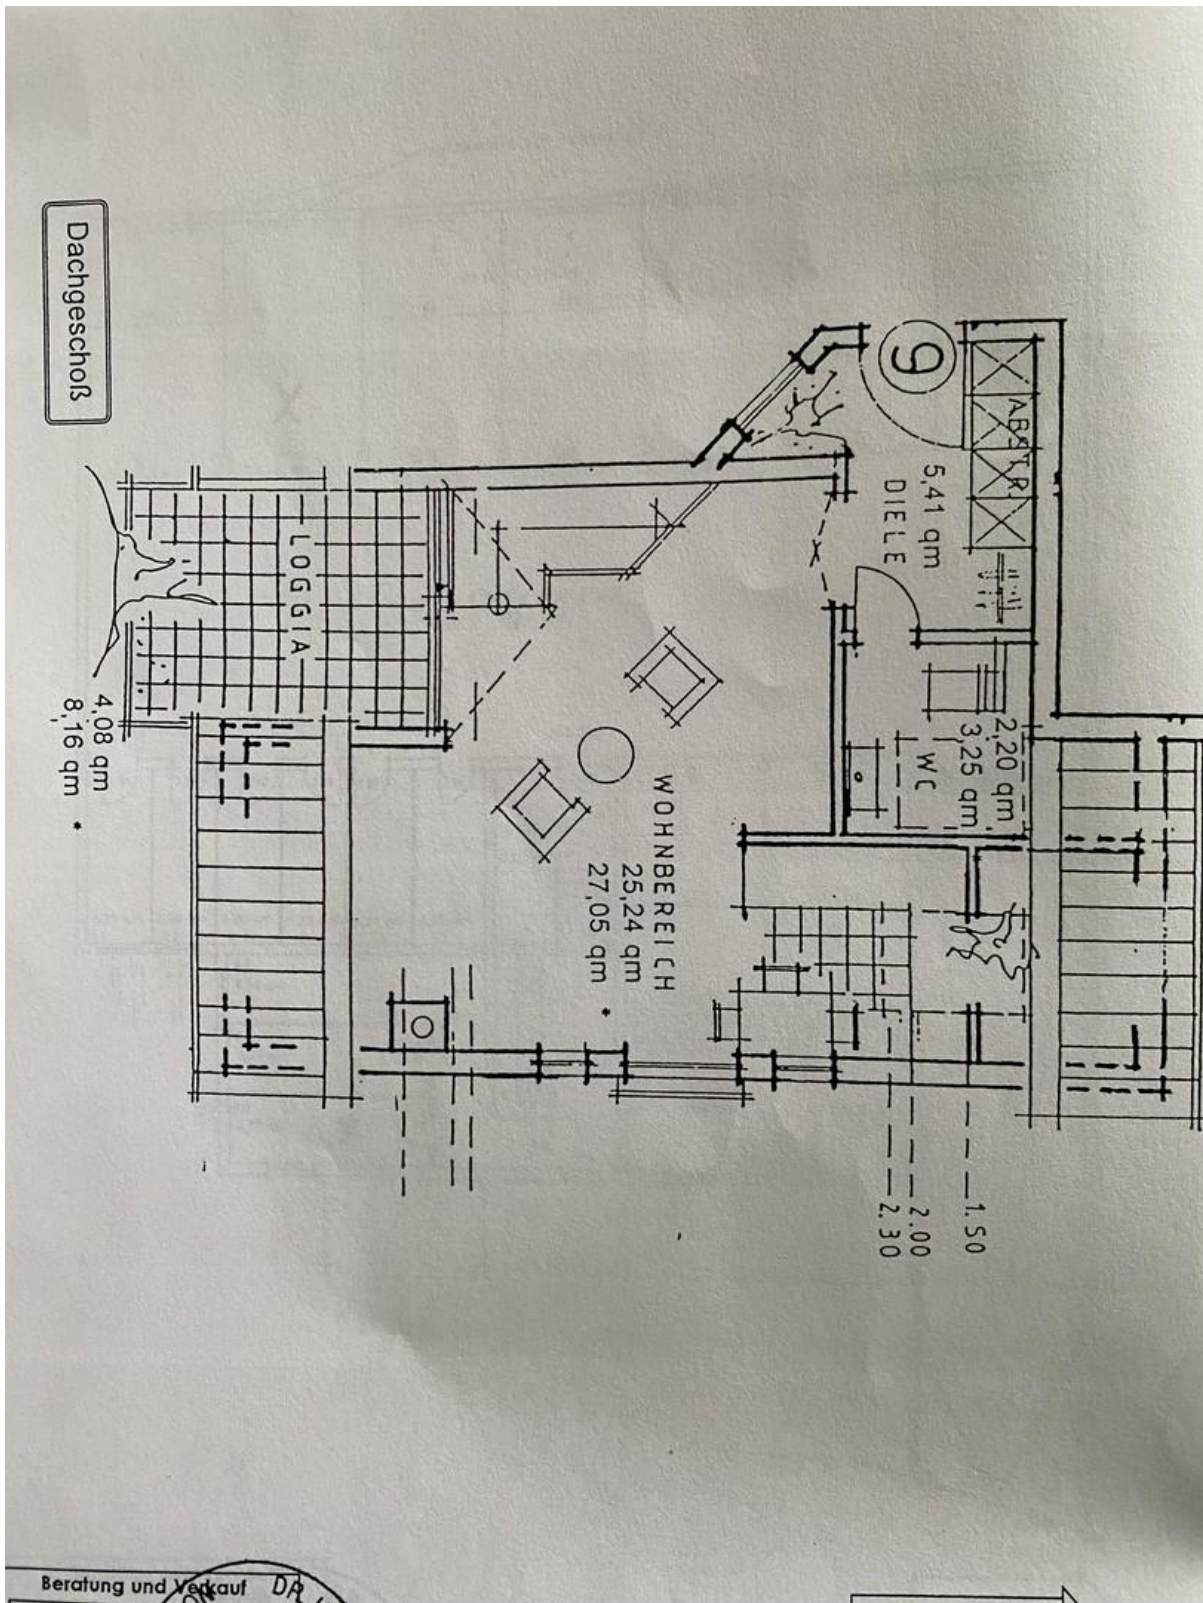 Dachgeschoß
9
ABSTR.
5,41 qm
DIELE
2,20 qm
3,25 qm
WC
LOGGIA
4,08 qm
8,16 qm *
WOHNBEREICH
25,24 qm
27,05 qm *
1.50
2.00
2.30
Beratung und Verkauf